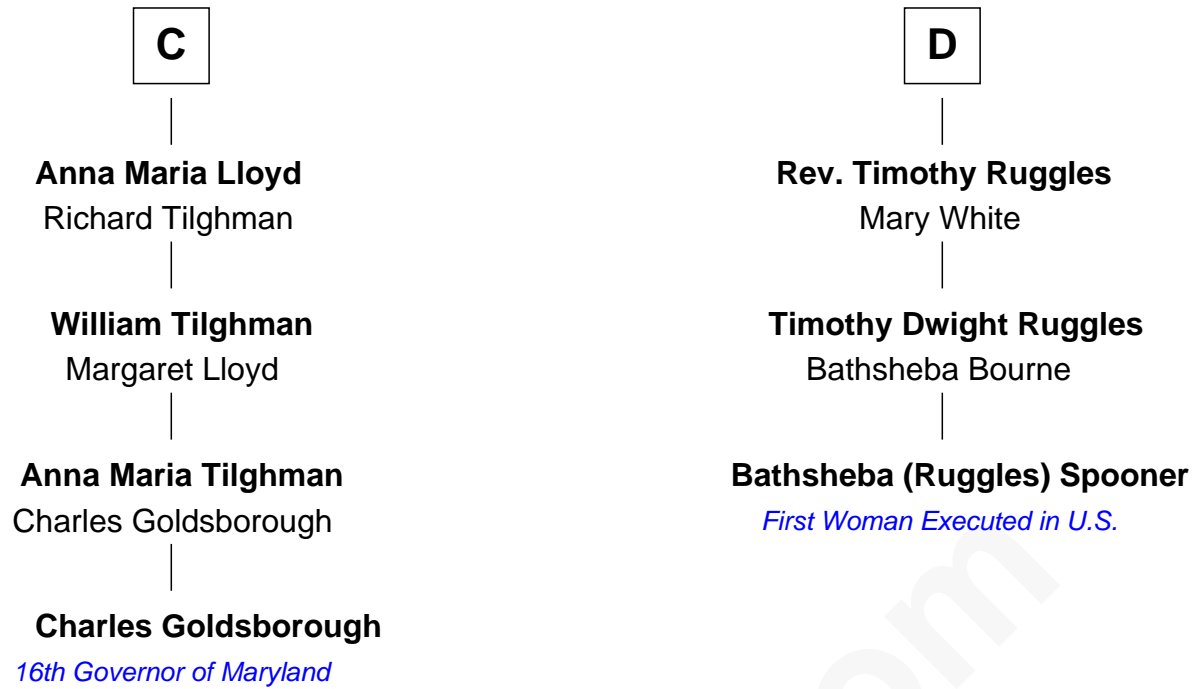 C
Anna Maria Lloyd
Richard Tilghman
William Tilghman
Margaret Lloyd
Anna Maria Tilghman
Charles Goldsborough
Charles Goldsborough
16th Governor of Maryland
D
Rev. Timothy Ruggles
Mary White
Timothy Dwight Ruggles
Bathsheba Bourne
Bathsheba (Ruggles) Spooner
First Woman Executed in U.S.